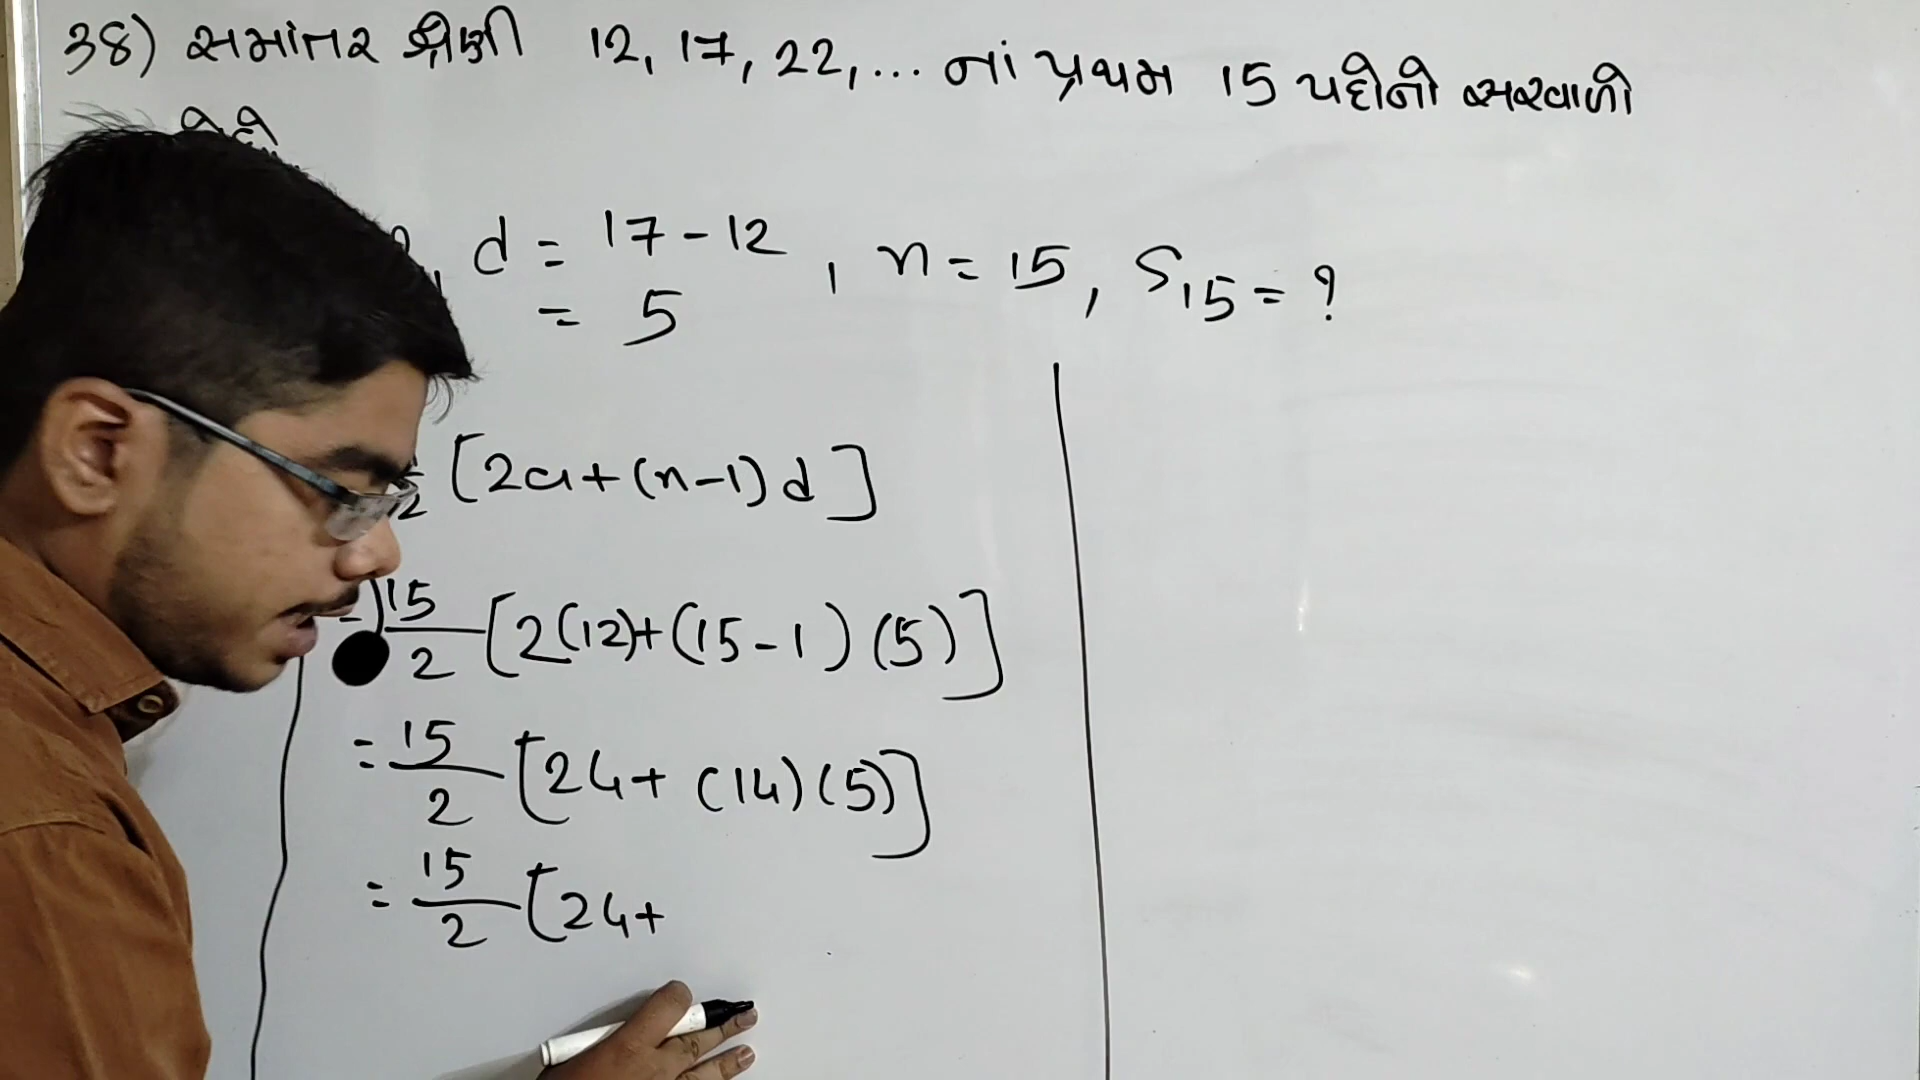 38) સમાંતર શ્રેણી 12, 17, 22, ... નાં પ્રથમ 15 પદોનો સરવાળો
d = 17 - 12 , n = 15 , S15 = ?
= 5
[2a + (n-1) d]
15/2 [2(12) + (15-1) (5)]
= 15/2 [24 + (14) (5)]
= 15/2 [24 +